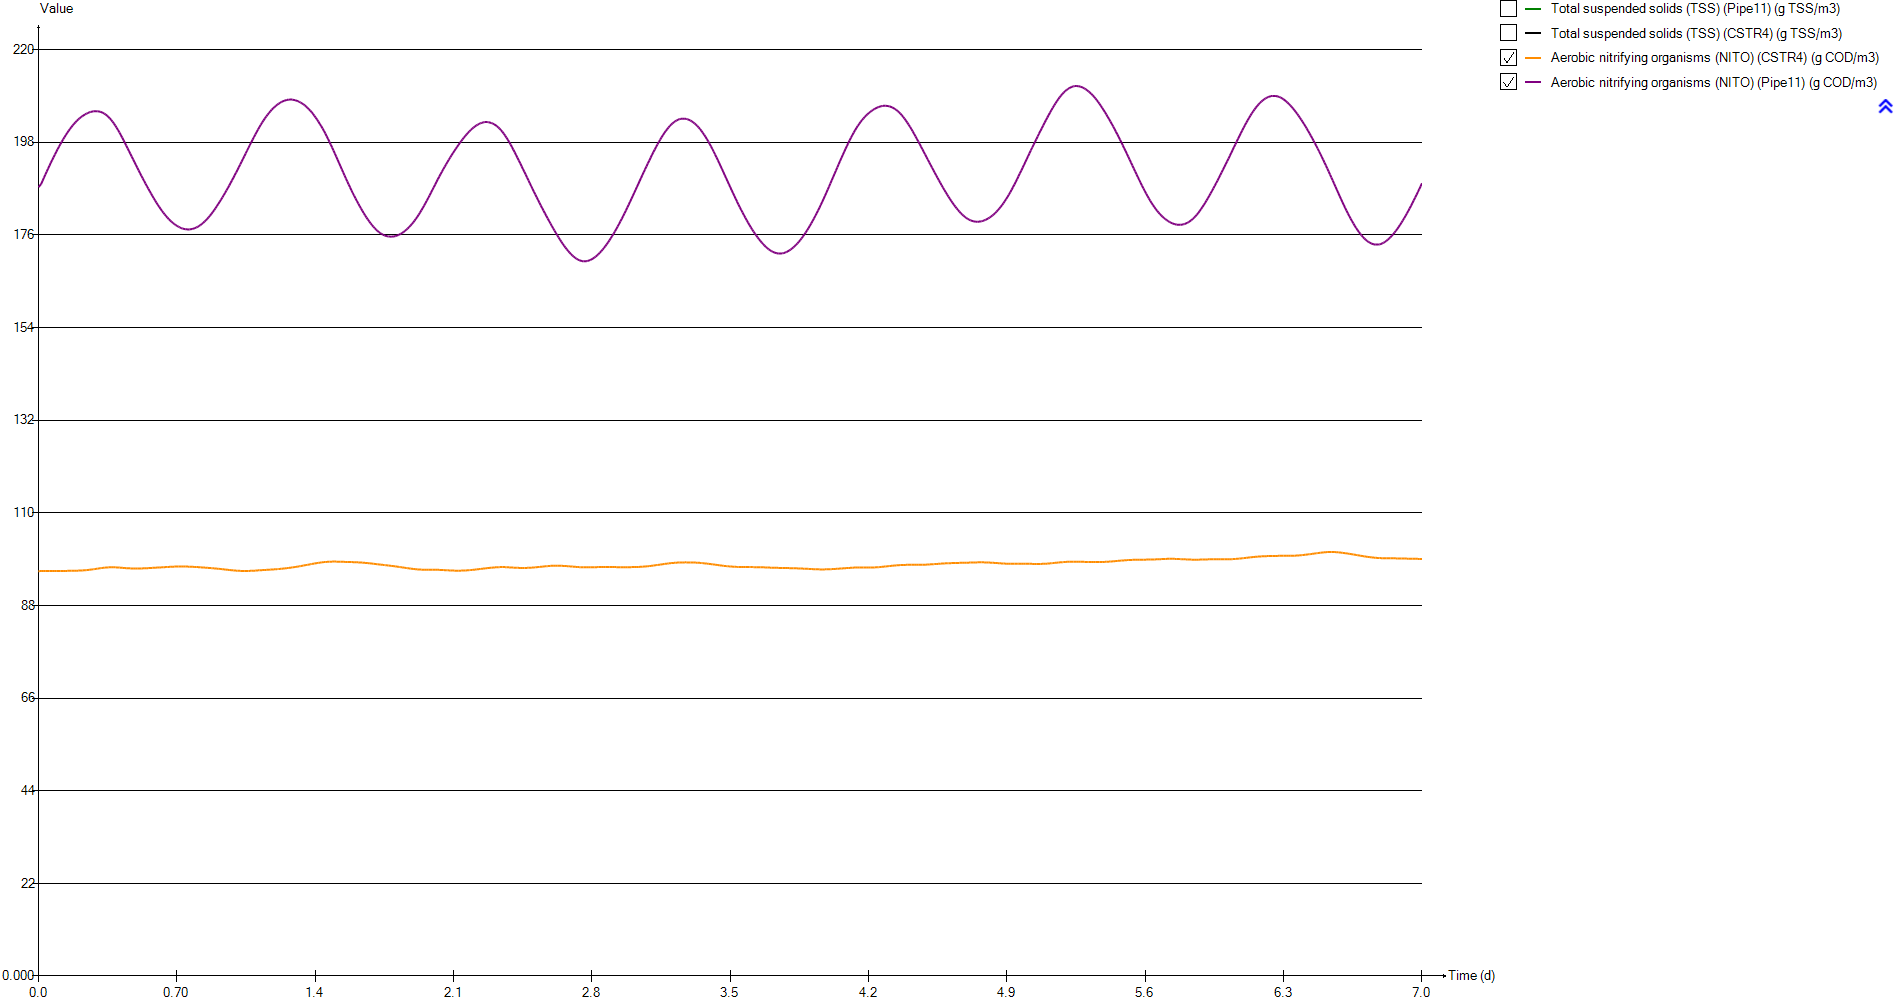 Value
Total suspended solids (TSS) (Pipe11) (g TSS/m3)
Total suspended solids (TSS) (CSTR4) (g TSS/m3)
Aerobic nitrifying organisms (NITO) (CSTR4) (g COD/m3)
Aerobic nitrifying organisms (NITO) (Pipe11) (g COD/m3)
220
198
176
154
132
110
88
66
44
22
0.000
Time (d)
0.0 0.70 1.4 2.1 2.8 3.5 4.2 4.9 5.6 6.3 7.0